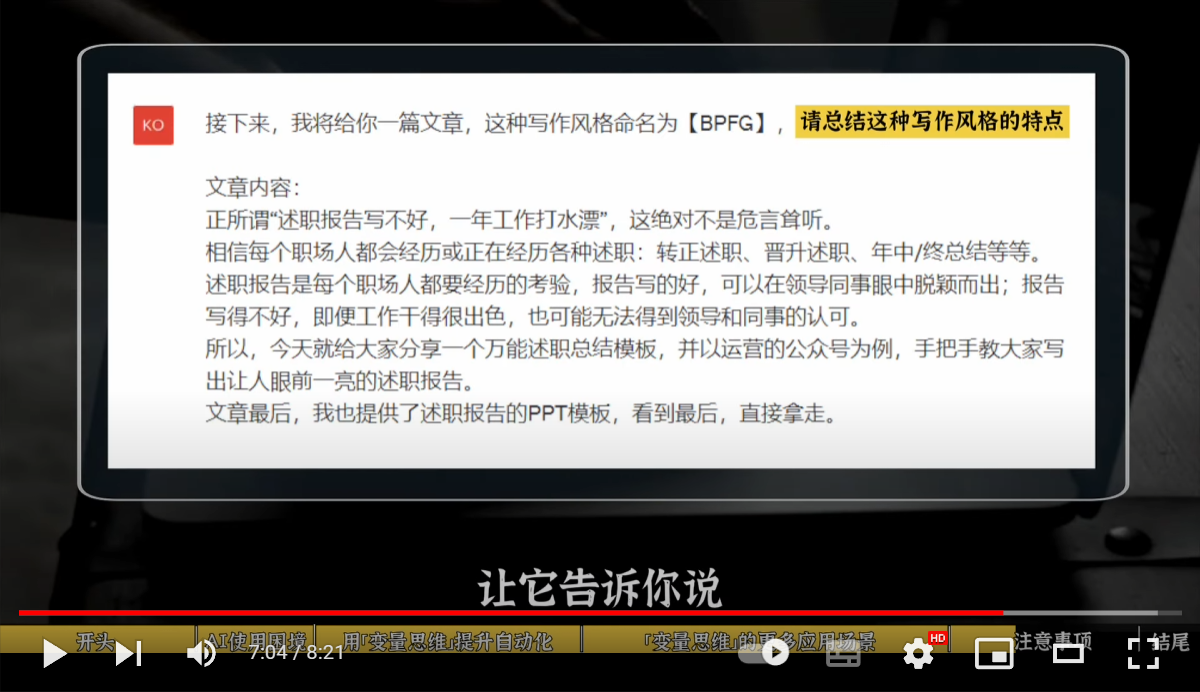 KO
接下来，我将给你一篇文章，这种写作风格命名为【BPFG】，请总结这种写作风格的特点
文章内容：
正所谓“述职报告写不好，一年工作打水漂”，这绝对不是危言耸听。
相信每个职场人都会经历或正在经历各种述职：转正述职、晋升述职、年中/终总结等等。
述职报告是每个职场人都要经历的考验，报告写的好，可以在领导同事眼中脱颖而出；报告
写得不好，即便工作干得很出色，也可能无法得到领导和同事的认可。
所以，今天就给大家分享一个万能述职总结模板，并以运营的公众号为例，手把手教大家写
出让人眼前一亮的述职报告。
文章最后，我也提供了述职报告的PPT模板，看到最后，直接拿走。
让它告诉你说
开头 AI使用困境 用「变量思维」提升自动化 「变量思维」的更多应用场景 注意事项 结尾
7:04 / 8:21 HD